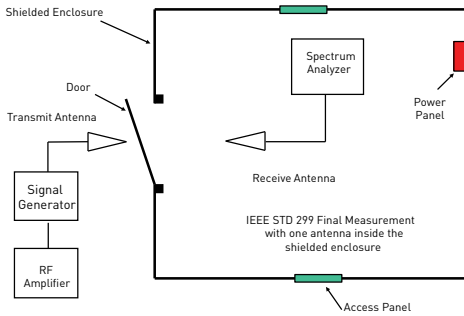 Shielded Enclosure
Spectrum
Analyzer
Door
Power
Panel
Transmit Antenna
Receive Antenna
Signal
Generator
IEEE STD 299 Final Measurement
with one antenna inside the
shielded enclosure
RF
Amplifier
Access Panel